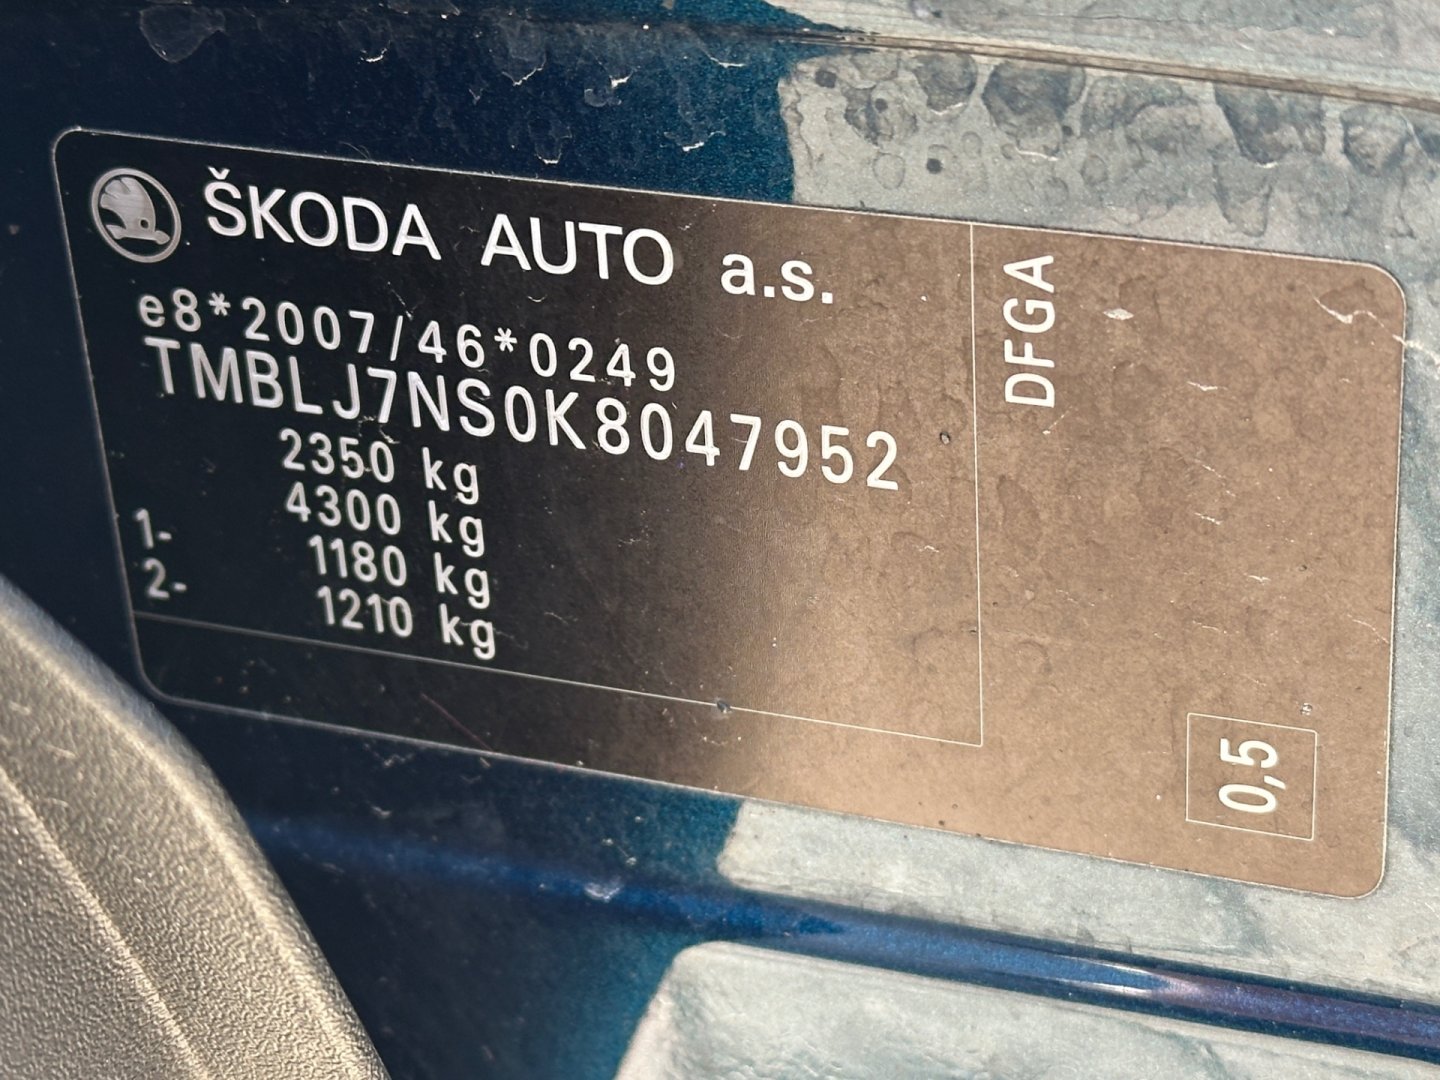 ŠKODA AUTO a.s.
e8*2007/46*0249
TMBLJ7NS0K8047952
2350 kg
4300 kg
1- 1180 kg
2- 1210 kg
DFGA
0,5